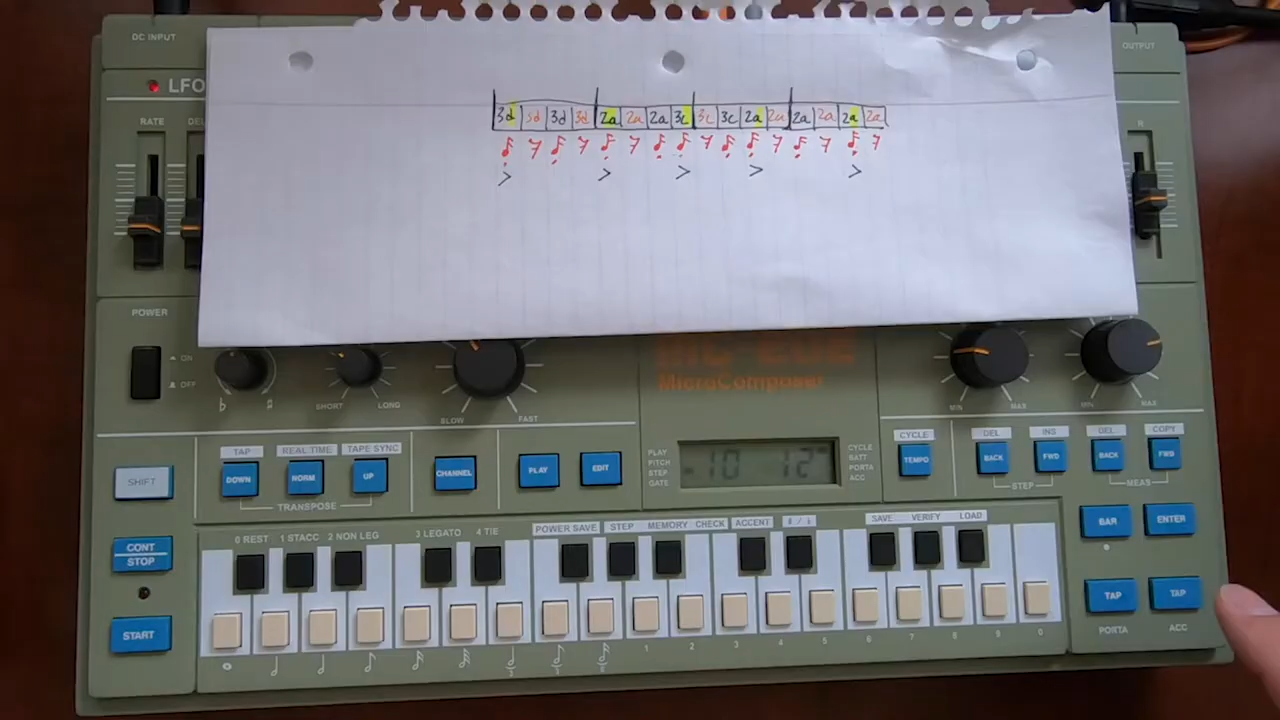 DC INPUT
OUTPUT
LFO
RATE DEL
R
3d 3d 3d 3d 2a 2a 2a 3c 3c 3c 2a 2a 2a 2a 2a 2a
> > > > >
POWER
ON
OFF
SHORT LONG
SLOW FAST
MicroComposer
MIN MAX
MIN MAX
TAP REAL TIME TAPE SYNC
SHIFT
DOWN NORM UP
TRANSPOSE
CHANNEL
PLAY EDIT
PLAY
PITCH
STEP
GATE
10 12
CYCLE
BATT
PORTA
ACC
CYCLE
TEMPO
DEL INS DEL COPY
BACK FWD BACK FWD
STEP MEAS
CONT
STOP
START
0 REST 1 STACC 2 NON LEG 3 LEGATO 4 TIE
POWER SAVE STEP MEMORY CHECK ACCENT # / ♭
SAVE VERIFY LOAD
1 2 3 4 5 6 7 8 9 0
BAR ENTER
TAP TAP
PORTA ACC